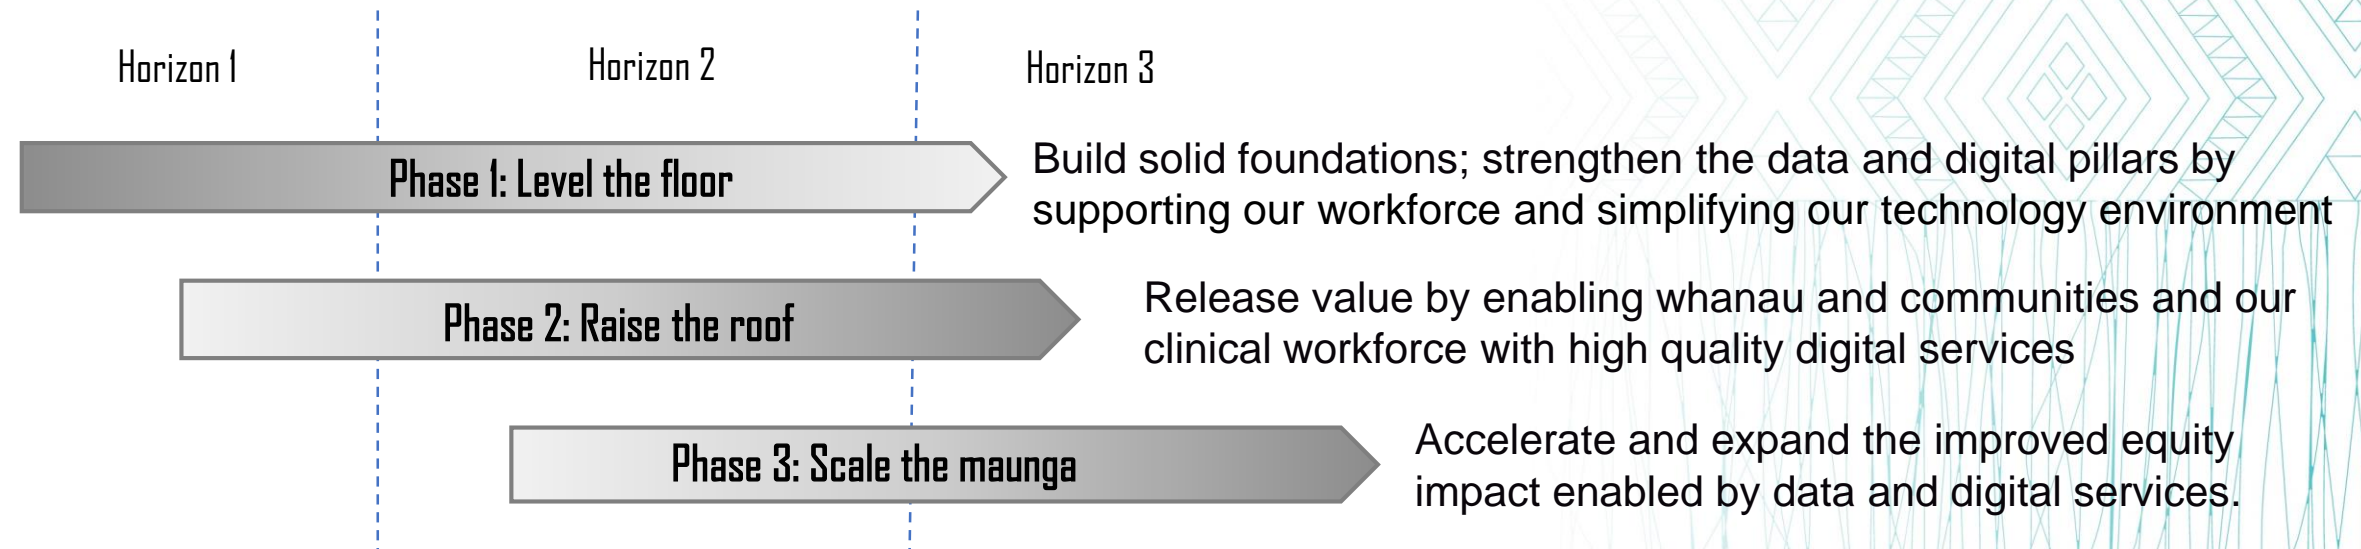 Horizon 1
Horizon 2
Horizon 3
Phase 1: Level the floor
Build solid foundations; strengthen the data and digital pillars by
supporting our workforce and simplifying our technology environment
Phase 2: Raise the roof
Release value by enabling whanau and communities and our
clinical workforce with high quality digital services
Phase 3: Scale the maunga
Accelerate and expand the improved equity
impact enabled by data and digital services.